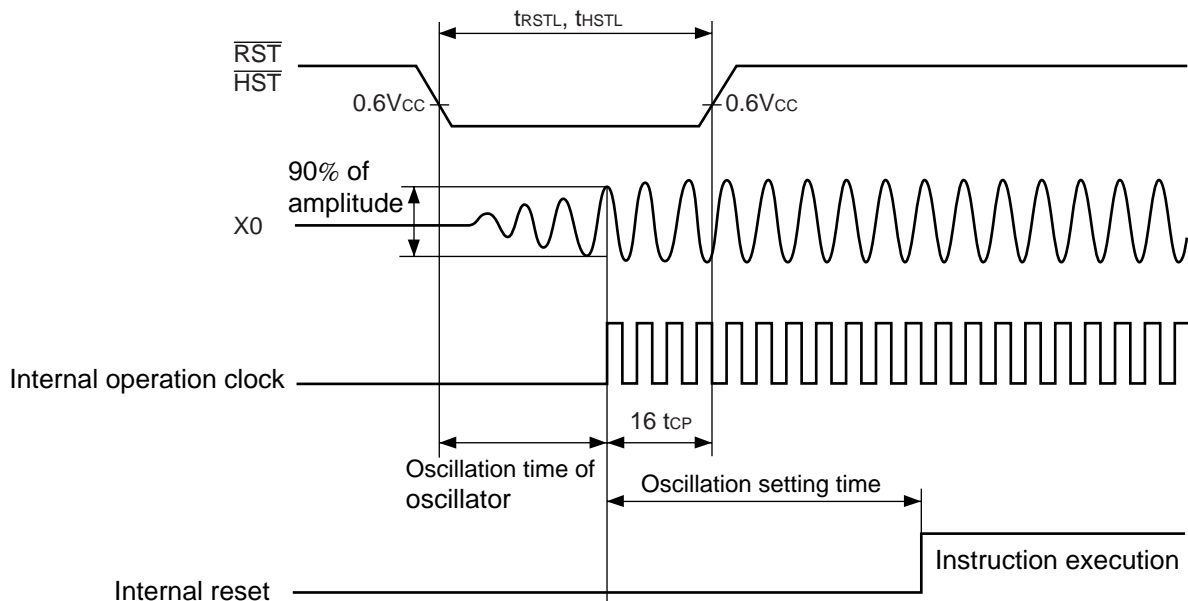 tRSTL, tHSTL
RST
HST
0.6VCC
0.6VCC
90% of
amplitude
X0
Internal operation clock
16 tCP
Oscillation time of
oscillator
Oscillation setting time
Instruction execution
Internal reset